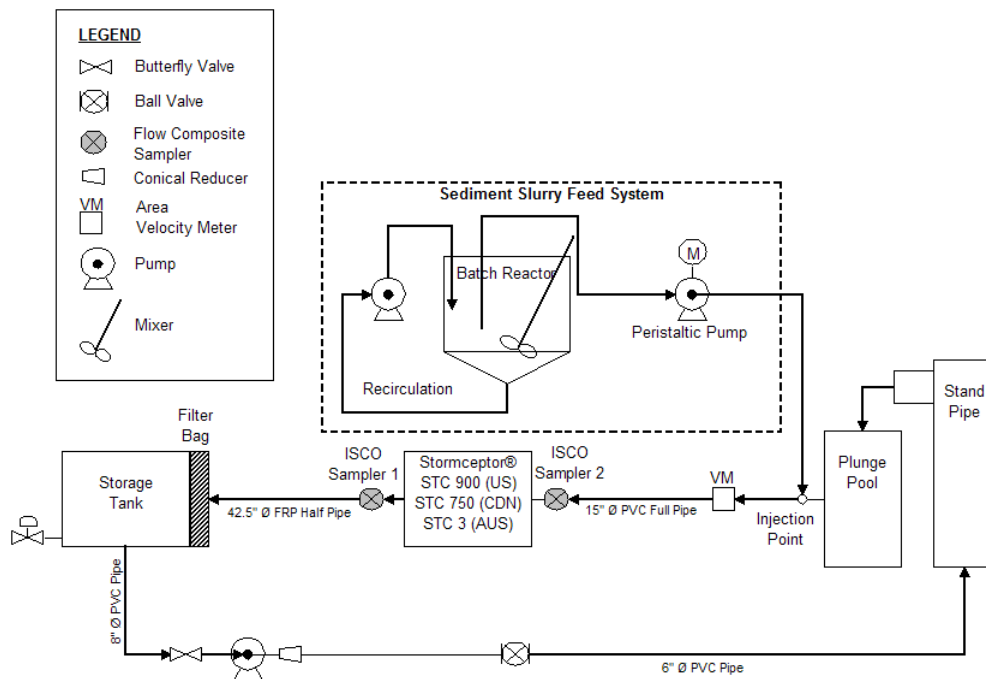 LEGEND
Butterfly Valve
Ball Valve
Flow Composite
Sampler
Conical Reducer
VM
Area
Velocity Meter
Pump
Mixer
Sediment Slurry Feed System
Batch Reactor
M
Peristaltic Pump
Recirculation
Stand
Pipe
Plunge
Pool
Filter
Bag
ISCO
Sampler 1
Stormceptor®
STC 900 (US)
STC 750 (CDN)
STC 3 (AUS)
ISCO
Sampler 2
VM
Storage
Tank
42.5" Ø FRP Half Pipe
15" Ø PVC Full Pipe
Injection
Point
8" Ø PVC Pipe
6" Ø PVC Pipe